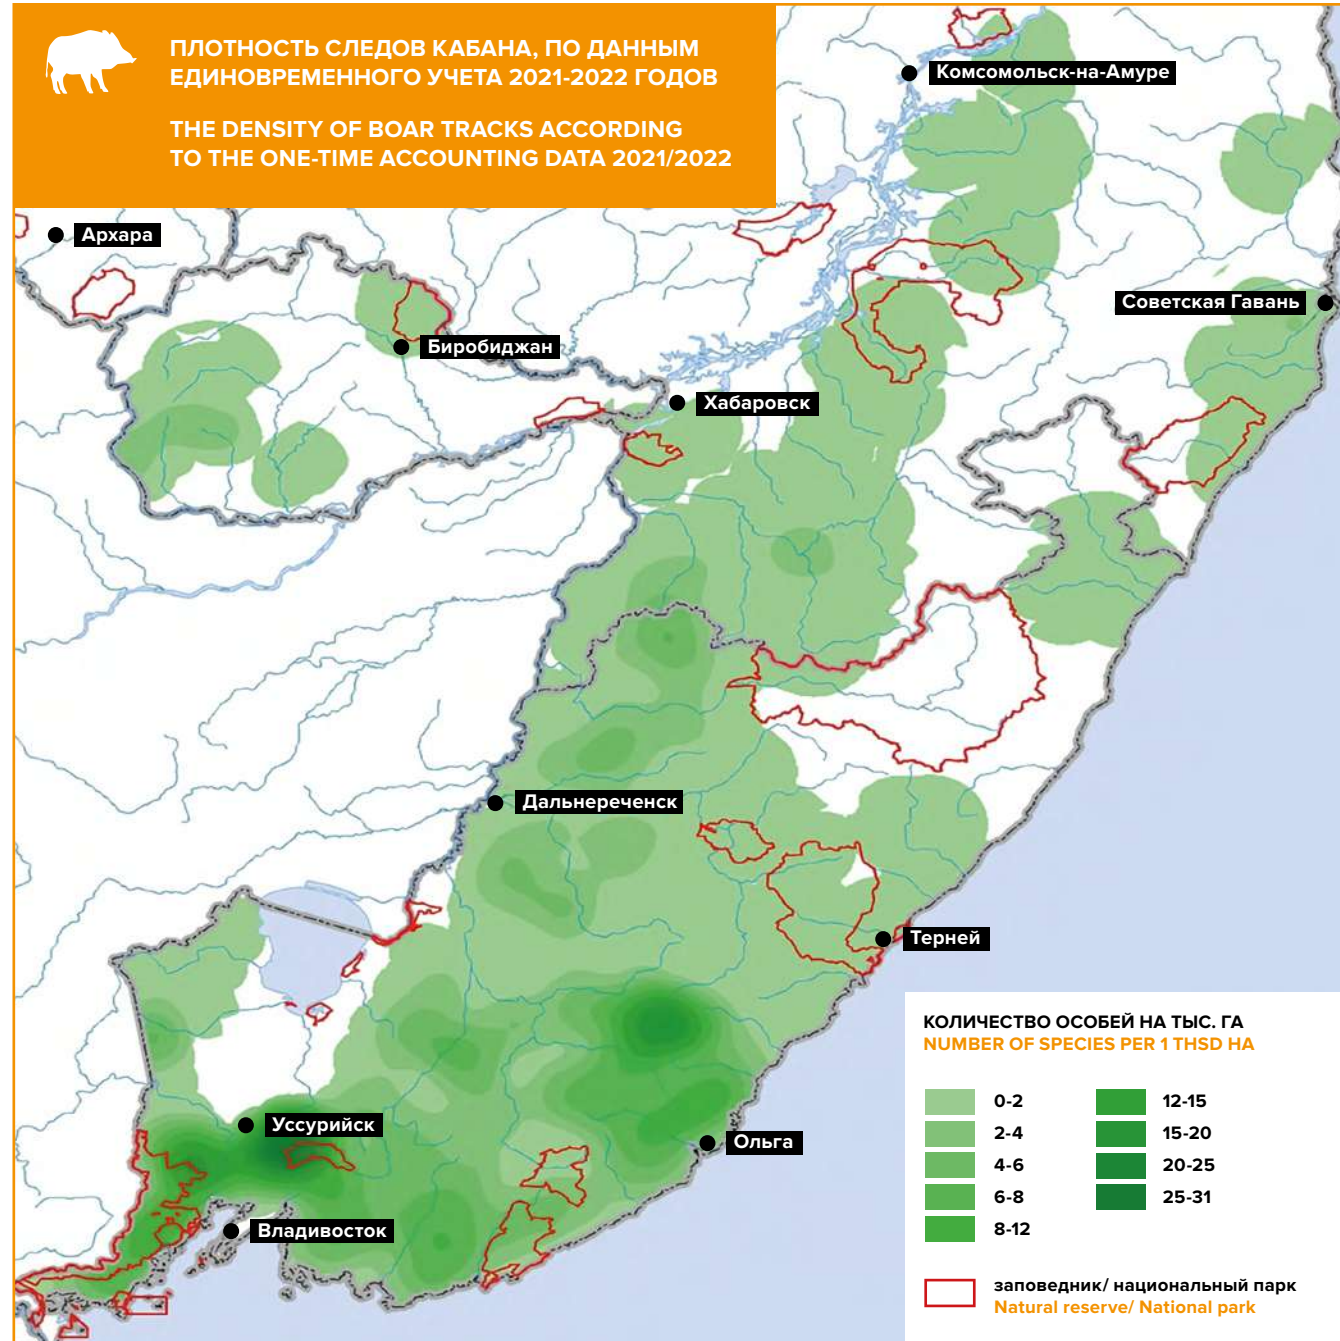 ПЛОТНОСТЬ СЛЕДОВ КАБАНА, ПО ДАННЫМ
ЕДИНОВРЕМЕННОГО УЧЕТА 2021-2022 ГОДОВ
THE DENSITY OF BOAR TRACKS ACCORDING
TO THE ONE-TIME ACCOUNTING DATA 2021/2022
Комсомольск-на-Амуре
Архара
Советская Гавань
Биробиджан
Хабаровск
Дальнереченск
Терней
Уссурийск
Ольга
Владивосток
КОЛИЧЕСТВО ОСОБЕЙ НА ТЫС. ГА
NUMBER OF SPECIES PER 1 THSD HA
0-2
2-4
4-6
6-8
8-12
12-15
15-20
20-25
25-31
заповедник/ национальный парк
Natural reserve/ National park